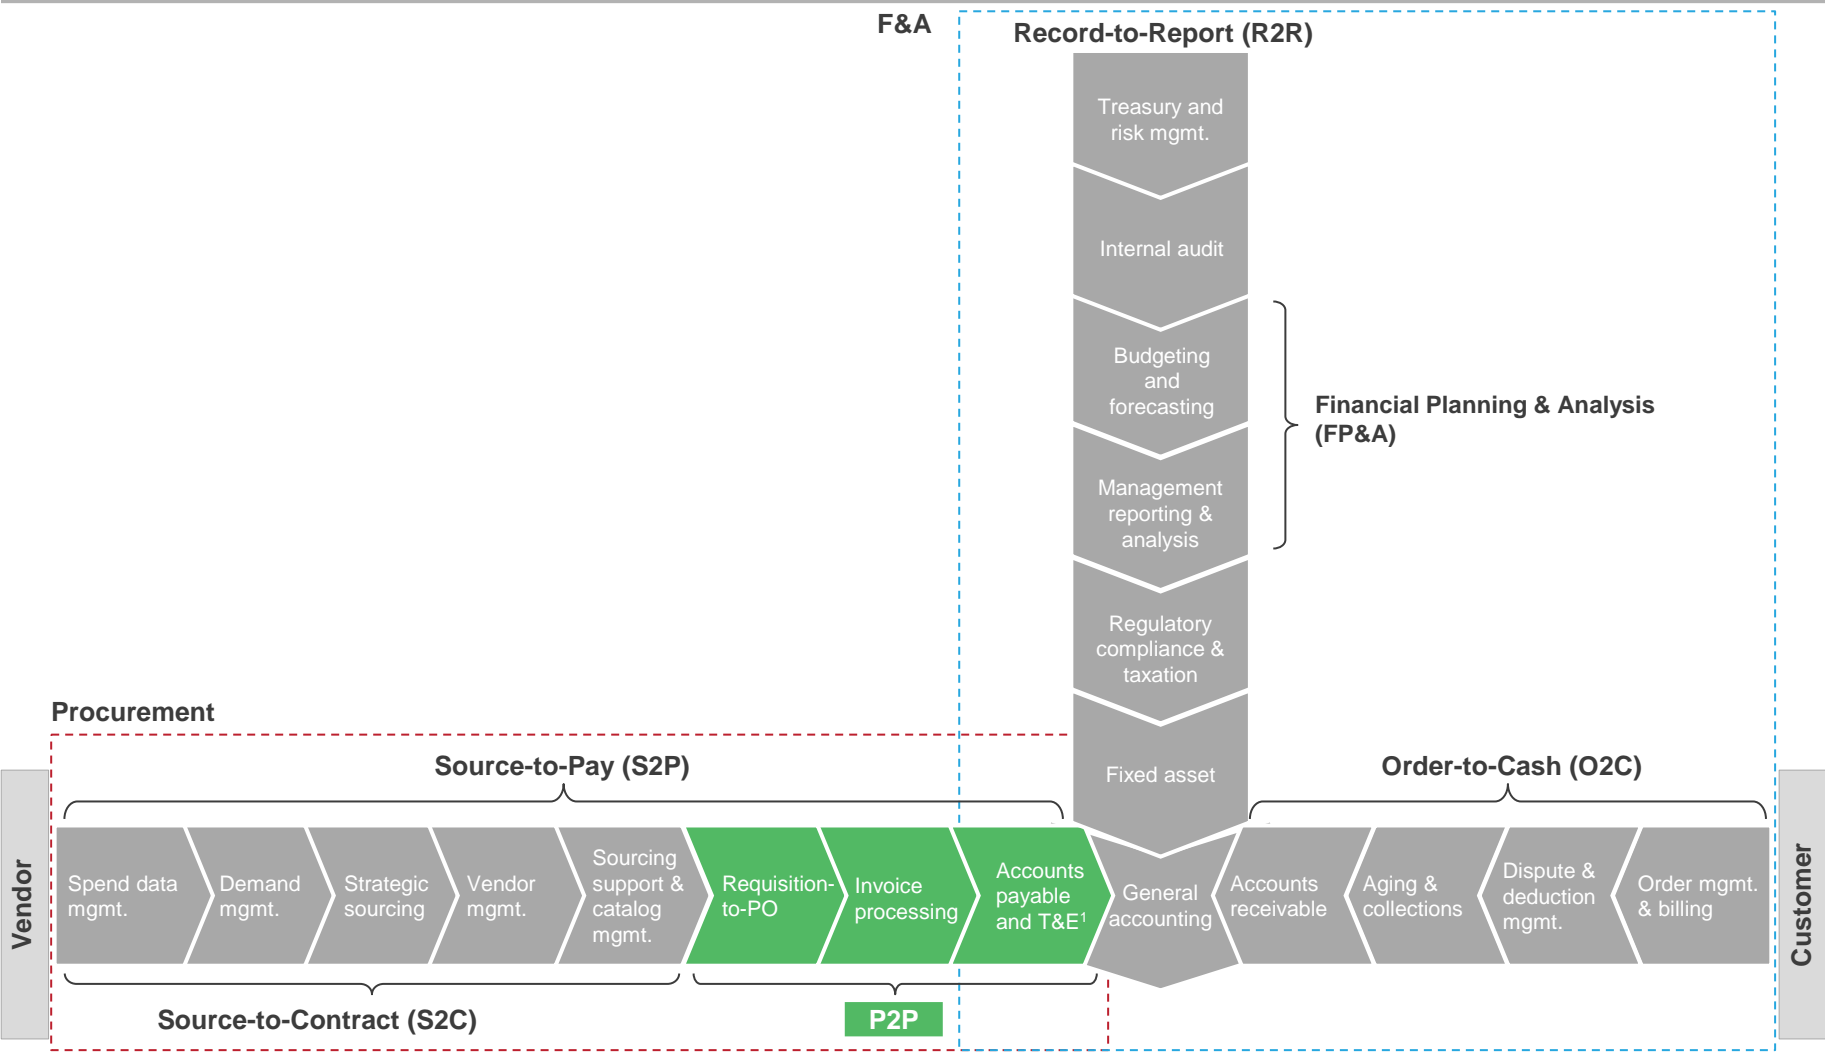 F&A
Record-to-Report (R2R)
Treasury and
risk mgmt.
Internal audit
Budgeting
and
forecasting
Financial Planning & Analysis
(FP&A)
Management
reporting &
analysis
Regulatory
compliance &
taxation
Fixed asset
Procurement
Source-to-Pay (S2P)
Order-to-Cash (O2C)
Vendor
Spend data
mgmt.
Demand
mgmt.
Strategic
sourcing
Vendor
mgmt.
Sourcing
support &
catalog
mgmt.
Requisition-
to-PO
Invoice
processing
Accounts
payable
and T&E¹
General
accounting
Accounts
receivable
Aging &
collections
Dispute &
deduction
mgmt.
Order mgmt.
& billing
Customer
Source-to-Contract (S2C)
P2P